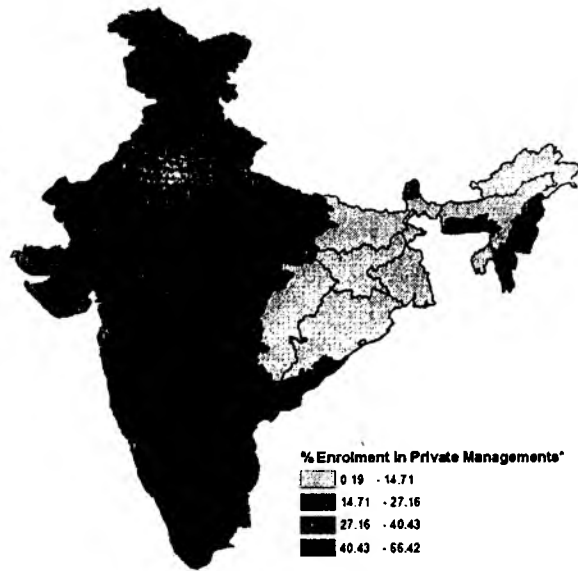 % Enrolment in Private Managements*
0.19 - 14.71
14.71 - 27.16
27.16 - 40.43
40.43 - 66.42